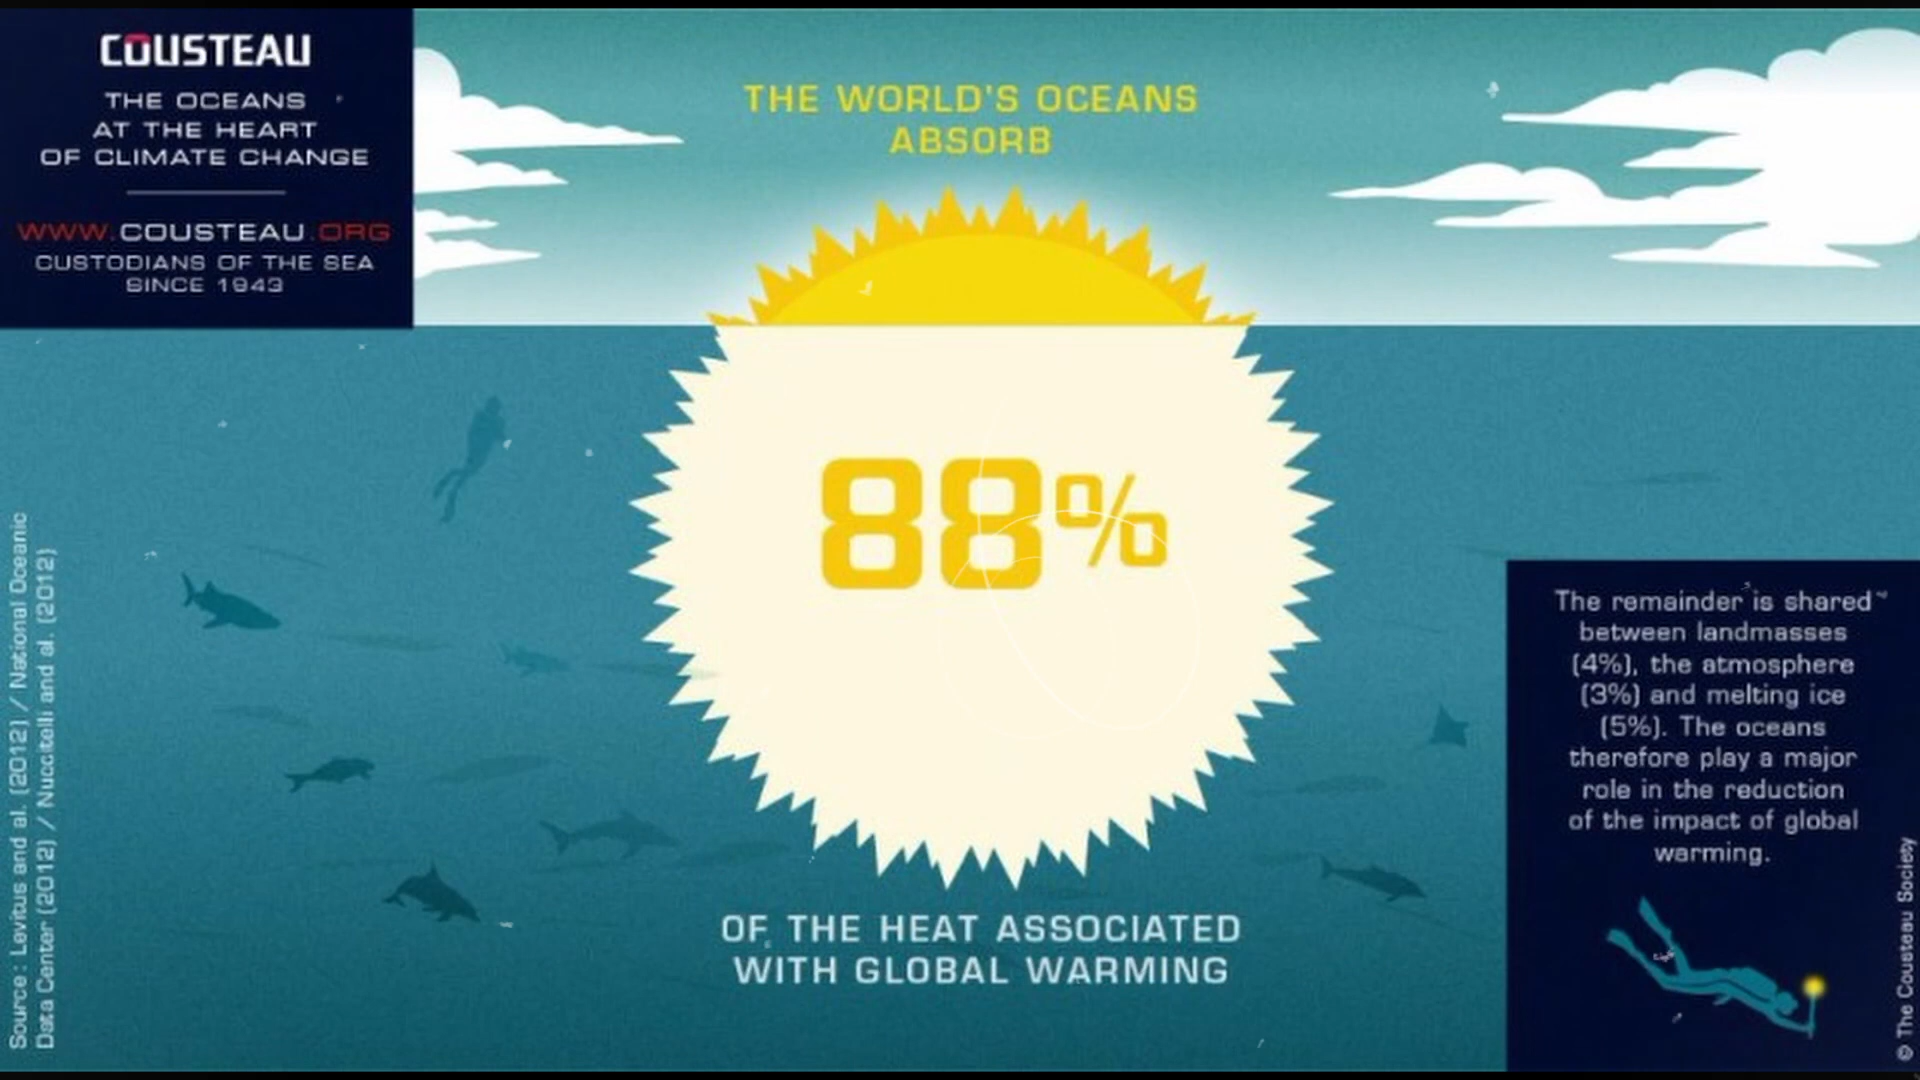 COUSTEAU
THE OCEANS
AT THE HEART
OF CLIMATE CHANGE
WWW.COUSTEAU.ORG
CUSTODIANS OF THE SEA
SINCE 1943
THE WORLD'S OCEANS
ABSORB
88%
OF THE HEAT ASSOCIATED
WITH GLOBAL WARMING
The remainder is shared
between landmasses
(4%), the atmosphere
(3%) and melting ice
(5%). The oceans
therefore play a major
role in the reduction
of the impact of global
warming.
Source : Levitus and al. (2012) / National Oceanic
Data Center (2012) / Nuccitelli and al. (2012)
© The Cousteau Society